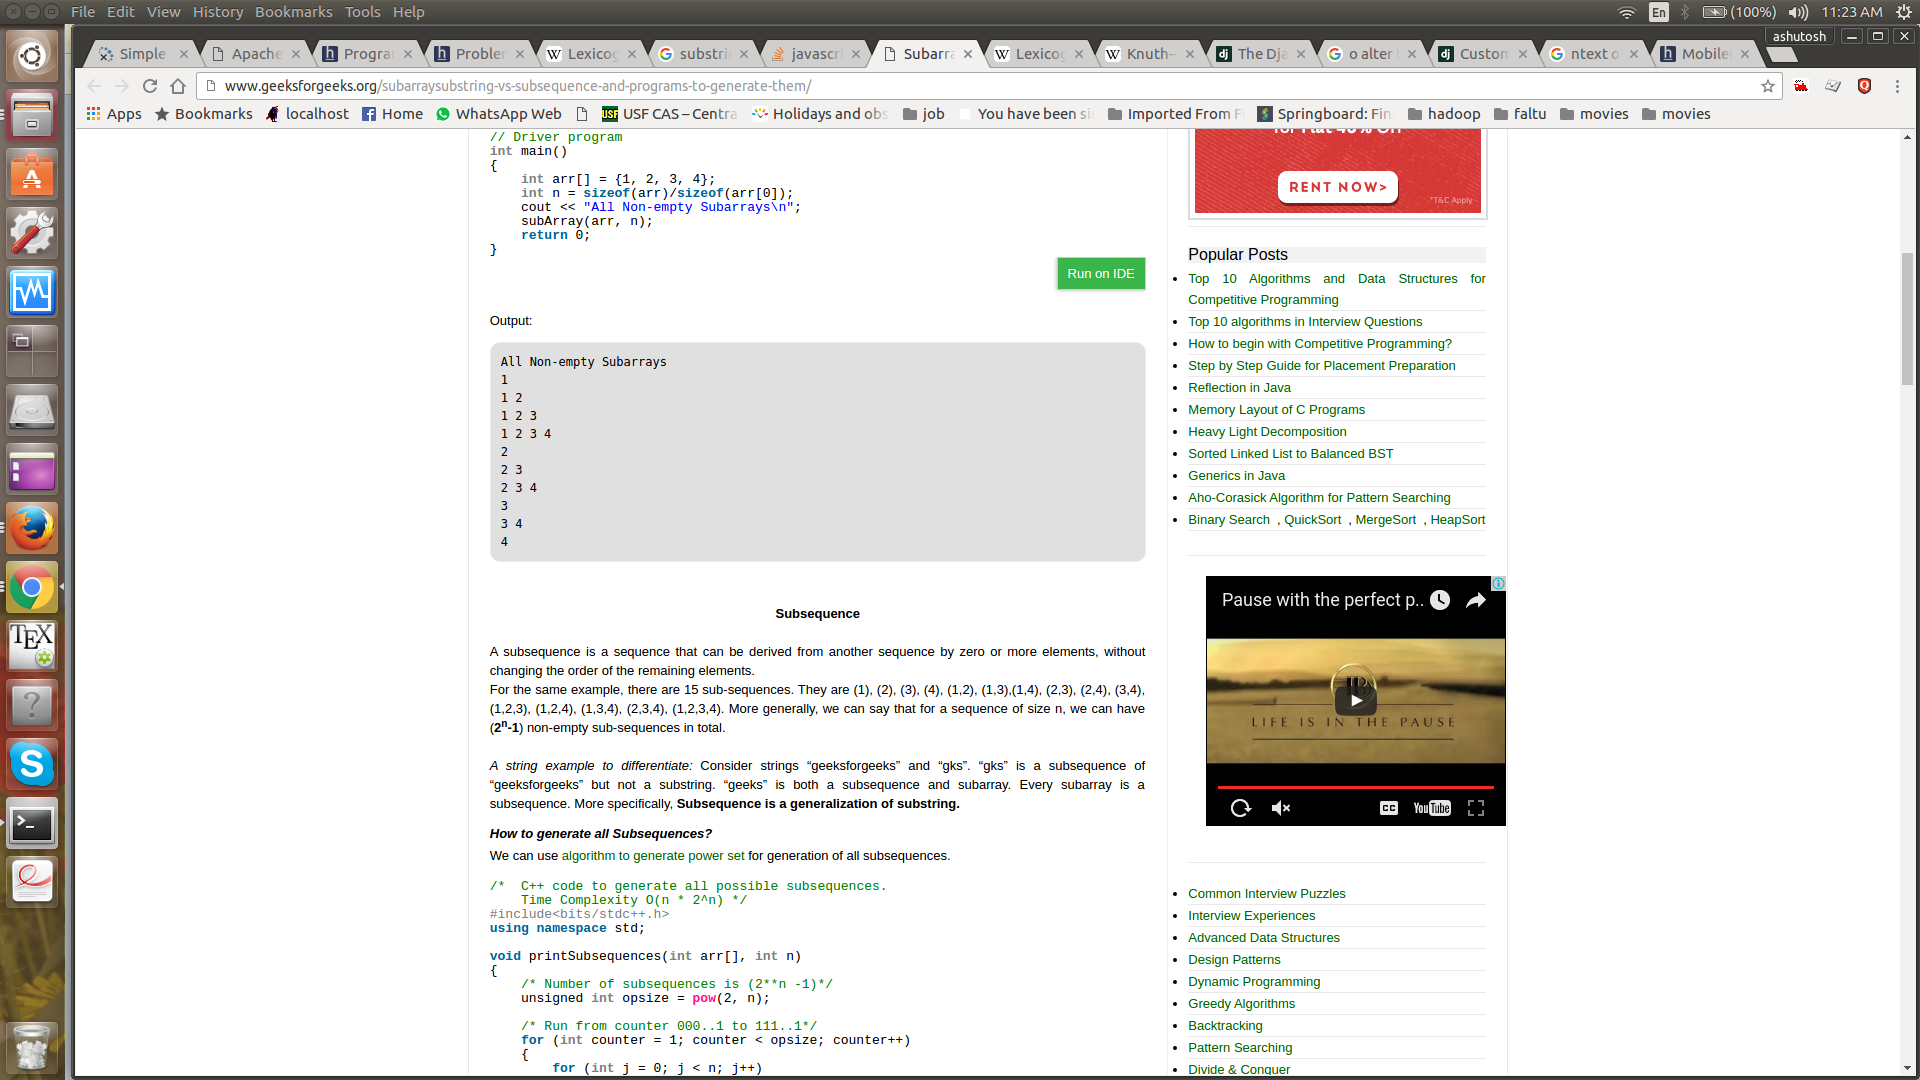 File Edit View History Bookmarks Tools Help
En (100%) 11:23 AM
ashutosh
Simple Apache Program Problem Lexicog substri javascri Subarra Lexicog Knuth– The Dja o alter Custom ntext o Mobile
www.geeksforgeeks.org/subarraysubstring-vs-subsequence-and-programs-to-generate-them/
Apps Bookmarks localhost Home WhatsApp Web USF CAS – Centra Holidays and obs job You have been si Imported From F Springboard: Fin hadoop faltu movies movies
// Driver program
int main()
{
    int arr[] = {1, 2, 3, 4};
    int n = sizeof(arr)/sizeof(arr[0]);
    cout << "All Non-empty Subarrays\n";
    subArray(arr, n);
    return 0;
}
Run on IDE
Output:
All Non-empty Subarrays
1
1 2
1 2 3
1 2 3 4
2
2 3
2 3 4
3
3 4
4
Subsequence
A subsequence is a sequence that can be derived from another sequence by zero or more elements, without
changing the order of the remaining elements.
For the same example, there are 15 sub-sequences. They are (1), (2), (3), (4), (1,2), (1,3),(1,4), (2,3), (2,4), (3,4),
(1,2,3), (1,2,4), (1,3,4), (2,3,4), (1,2,3,4). More generally, we can say that for a sequence of size n, we can have
(2n-1) non-empty sub-sequences in total.
A string example to differentiate: Consider strings “geeksforgeeks” and “gks”. “gks” is a subsequence of
“geeksforgeeks” but not a substring. “geeks” is both a subsequence and subarray. Every subarray is a
subsequence. More specifically, Subsequence is a generalization of substring.
How to generate all Subsequences?
We can use algorithm to generate power set for generation of all subsequences.
/*  C++ code to generate all possible subsequences.
    Time Complexity O(n * 2^n) */
#include<bits/stdc++.h>
using namespace std;
void printSubsequences(int arr[], int n)
{
    /* Number of subsequences is (2**n -1)*/
    unsigned int opsize = pow(2, n);
    /* Run from counter 000..1 to 111..1*/
    for (int counter = 1; counter < opsize; counter++)
    {
        for (int j = 0; j < n; j++)
RENT NOW>
*T&C Apply
Popular Posts
Top 10 Algorithms and Data Structures for
Competitive Programming
Top 10 algorithms in Interview Questions
How to begin with Competitive Programming?
Step by Step Guide for Placement Preparation
Reflection in Java
Memory Layout of C Programs
Heavy Light Decomposition
Sorted Linked List to Balanced BST
Generics in Java
Aho-Corasick Algorithm for Pattern Searching
Binary Search , QuickSort , MergeSort , HeapSort
Pause with the perfect p..
LIFE IS IN THE PAUSE
CC YouTube
Common Interview Puzzles
Interview Experiences
Advanced Data Structures
Design Patterns
Dynamic Programming
Greedy Algorithms
Backtracking
Pattern Searching
Divide & Conquer